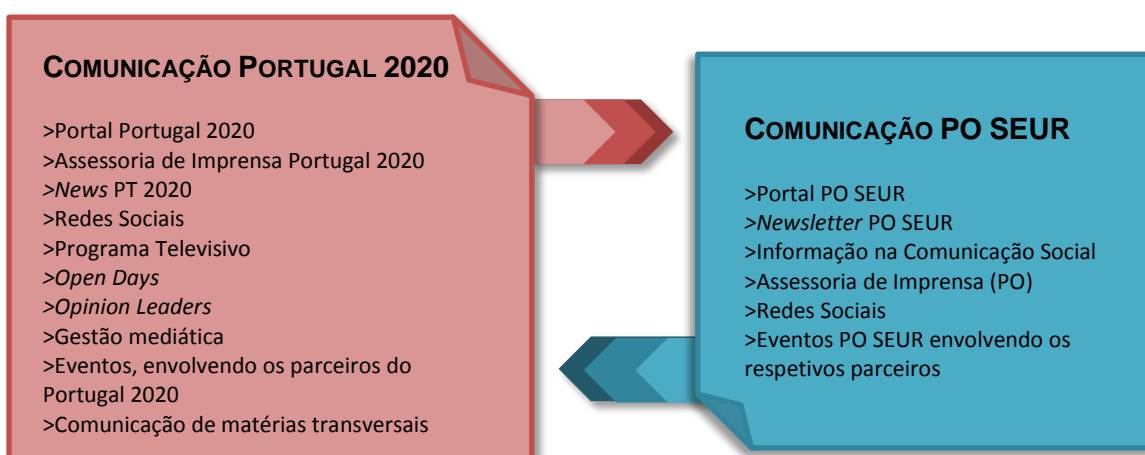 COMUNICAÇÃO PORTUGAL 2020
>Portal Portugal 2020
>Assessoria de Imprensa Portugal 2020
>News PT 2020
>Redes Sociais
>Programa Televisivo
>Open Days
>Opinion Leaders
>Gestão mediática
>Eventos, envolvendo os parceiros do
Portugal 2020
>Comunicação de matérias transversais
COMUNICAÇÃO PO SEUR
>Portal PO SEUR
>Newsletter PO SEUR
>Informação na Comunicação Social
>Assessoria de Imprensa (PO)
>Redes Sociais
>Eventos PO SEUR envolvendo os
respetivos parceiros